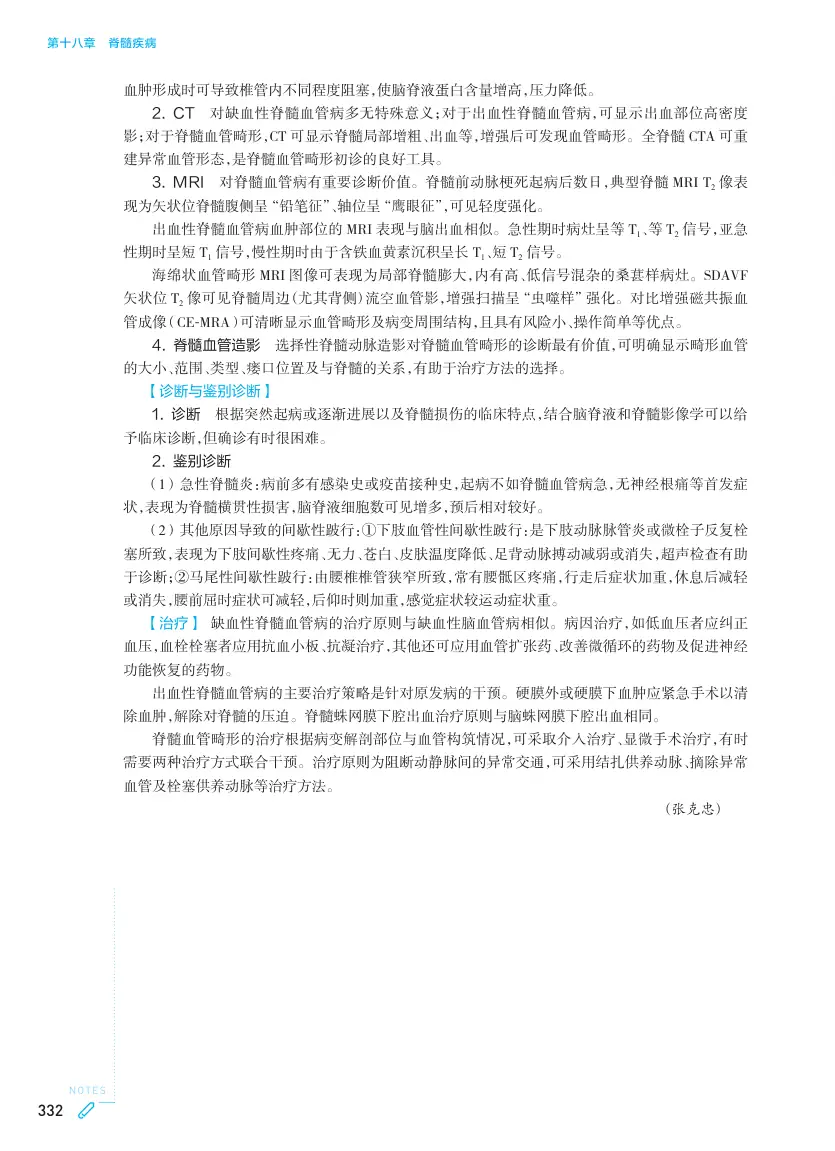 第十八章 脊髓疾病
血肿形成时可导致椎管内不同程度阻塞,使脑脊液蛋白含量增高,压力降低。
2. CT 对缺血性脊髓血管病多无特殊意义;对于出血性脊髓血管病,可显示出血部位高密度
影;对于脊髓血管畸形,CT 可显示脊髓局部增粗、出血等,增强后可发现血管畸形。全脊髓 CTA 可重
建异常血管形态,是脊髓血管畸形初诊的良好工具。
3. MRI 对脊髓血管病有重要诊断价值。脊髓前动脉梗死起病后数日,典型脊髓 MRI T₂ 像表
现为矢状位脊髓腹侧呈“铅笔征”、轴位呈“鹰眼征”,可见轻度强化。
出血性脊髓血管病血肿部位的 MRI 表现与脑出血相似。急性期时病灶呈等 T₁、等 T₂ 信号,亚急
性期时呈短 T₁ 信号,慢性期时由于含铁血黄素沉积呈长 T₁、短 T₂ 信号。
海绵状血管畸形 MRI 图像可表现为局部脊髓膨大,内有高、低信号混杂的桑葚样病灶。SDAVF
矢状位 T₂ 像可见脊髓周边(尤其背侧)流空血管影,增强扫描呈“虫噬样”强化。对比增强磁共振血
管成像(CE-MRA)可清晰显示血管畸形及病变周围结构,且具有风险小、操作简单等优点。
4. 脊髓血管造影 选择性脊髓动脉造影对脊髓血管畸形的诊断最有价值,可明确显示畸形血管
的大小、范围、类型、瘘口位置及与脊髓的关系,有助于治疗方法的选择。
【诊断与鉴别诊断】
1. 诊断 根据突然起病或逐渐进展以及脊髓损伤的临床特点,结合脑脊液和脊髓影像学可以给
予临床诊断,但确诊有时很困难。
2. 鉴别诊断
(1)急性脊髓炎:病前多有感染史或疫苗接种史,起病不如脊髓血管病急,无神经根痛等首发症
状,表现为脊髓横贯性损害,脑脊液细胞数可见增多,预后相对较好。
(2)其他原因导致的间歇性跛行:①下肢血管性间歇性跛行:是下肢动脉脉管炎或微栓子反复栓
塞所致,表现为下肢间歇性疼痛、无力、苍白、皮肤温度降低、足背动脉搏动减弱或消失,超声检查有助
于诊断;②马尾性间歇性跛行:由腰椎椎管狭窄所致,常有腰骶区疼痛,行走后症状加重,休息后减轻
或消失,腰前屈时症状可减轻,后仰时则加重,感觉症状较运动症状重。
【治疗】 缺血性脊髓血管病的治疗原则与缺血性脑血管病相似。病因治疗,如低血压者应纠正
血压,血栓栓塞者应用抗血小板、抗凝治疗,其他还可应用血管扩张药、改善微循环的药物及促进神经
功能恢复的药物。
出血性脊髓血管病的主要治疗策略是针对原发病的干预。硬膜外或硬膜下血肿应紧急手术以清
除血肿,解除对脊髓的压迫。脊髓蛛网膜下腔出血治疗原则与脑蛛网膜下腔出血相同。
脊髓血管畸形的治疗根据病变解剖部位与血管构筑情况,可采取介入治疗、显微手术治疗,有时
需要两种治疗方式联合干预。治疗原则为阻断动静脉间的异常交通,可采用结扎供养动脉、摘除异常
血管及栓塞供养动脉等治疗方法。
(张克忠)
NOTES
332